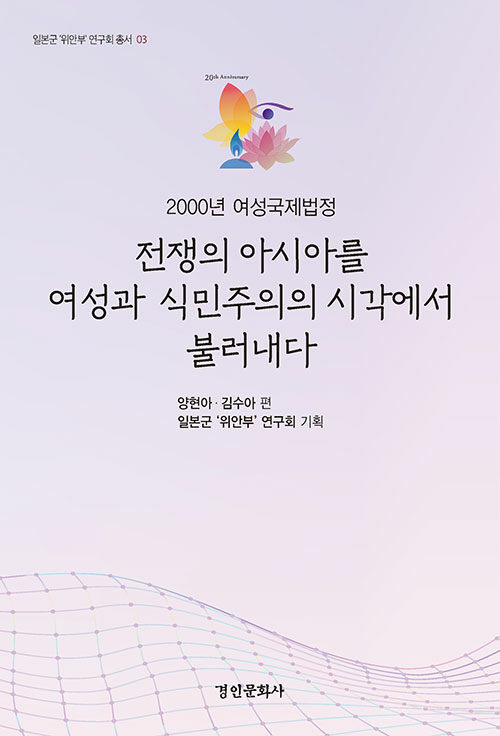 일본군 '위안부' 연구회 총서 03
20th Anniversary
2000년 여성국제법정
전쟁의 아시아를
여성과 식민주의의 시각에서
불러내다
양현아 · 김수아 편
일본군 '위안부' 연구회 기획
경인문화사